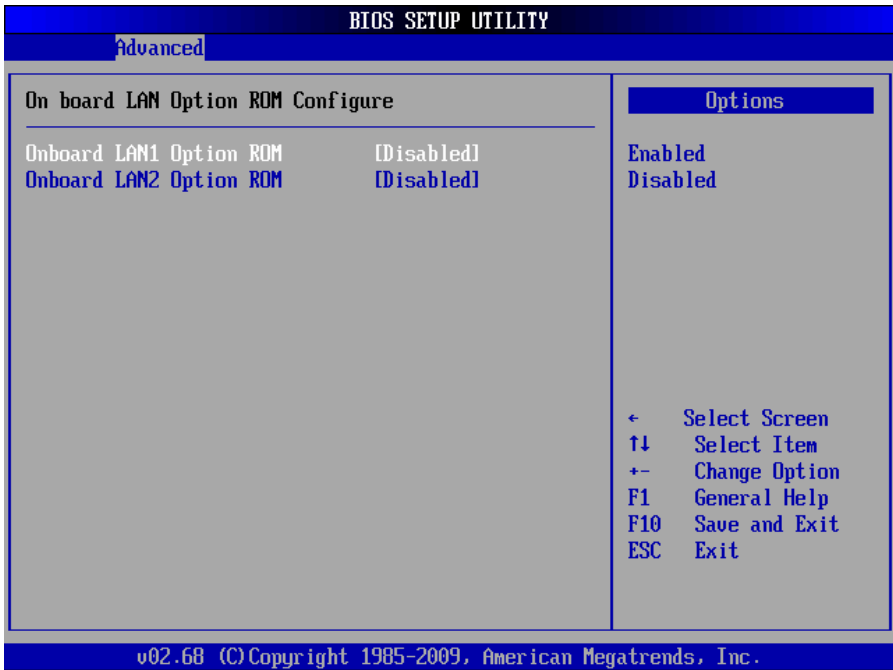 BIOS SETUP UTILITY
Advanced
On board LAN Option ROM Configure
Onboard LAN1 Option ROM [Disabled]
Onboard LAN2 Option ROM [Disabled]
Options
Enabled
Disabled
← Select Screen
↑↓ Select Item
+- Change Option
F1 General Help
F10 Save and Exit
ESC Exit
v02.68 (C)Copyright 1985-2009, American Megatrends, Inc.